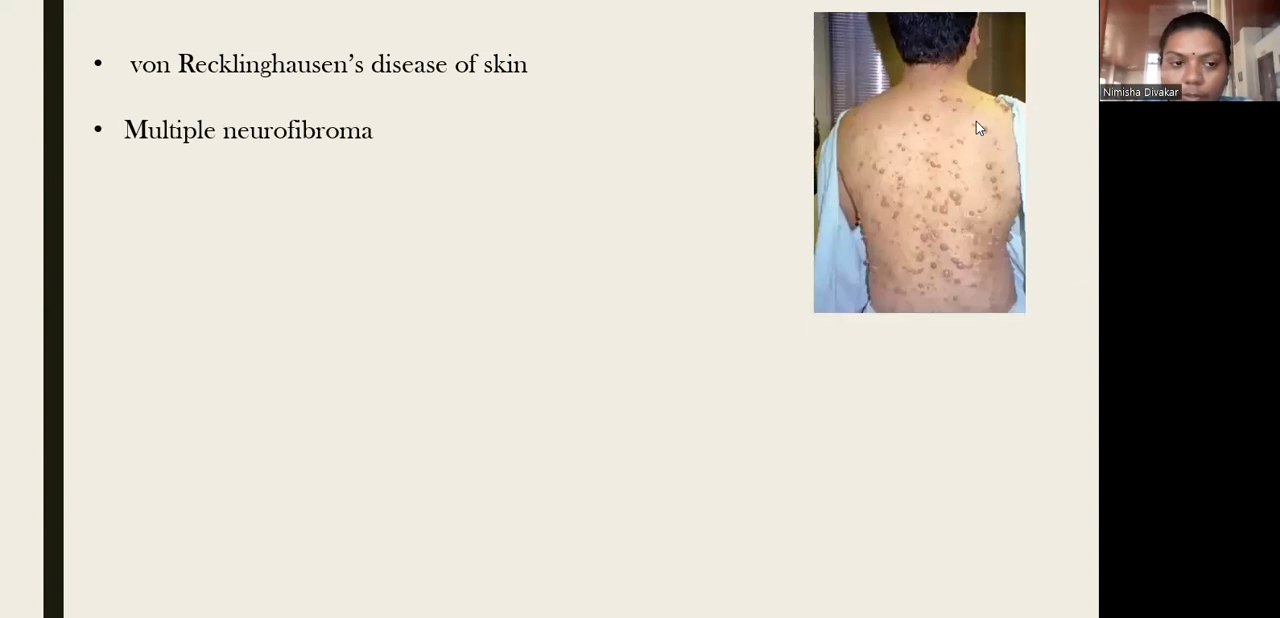 • von Recklinghausen’s disease of skin
• Multiple neurofibroma
Nimisha Divakar